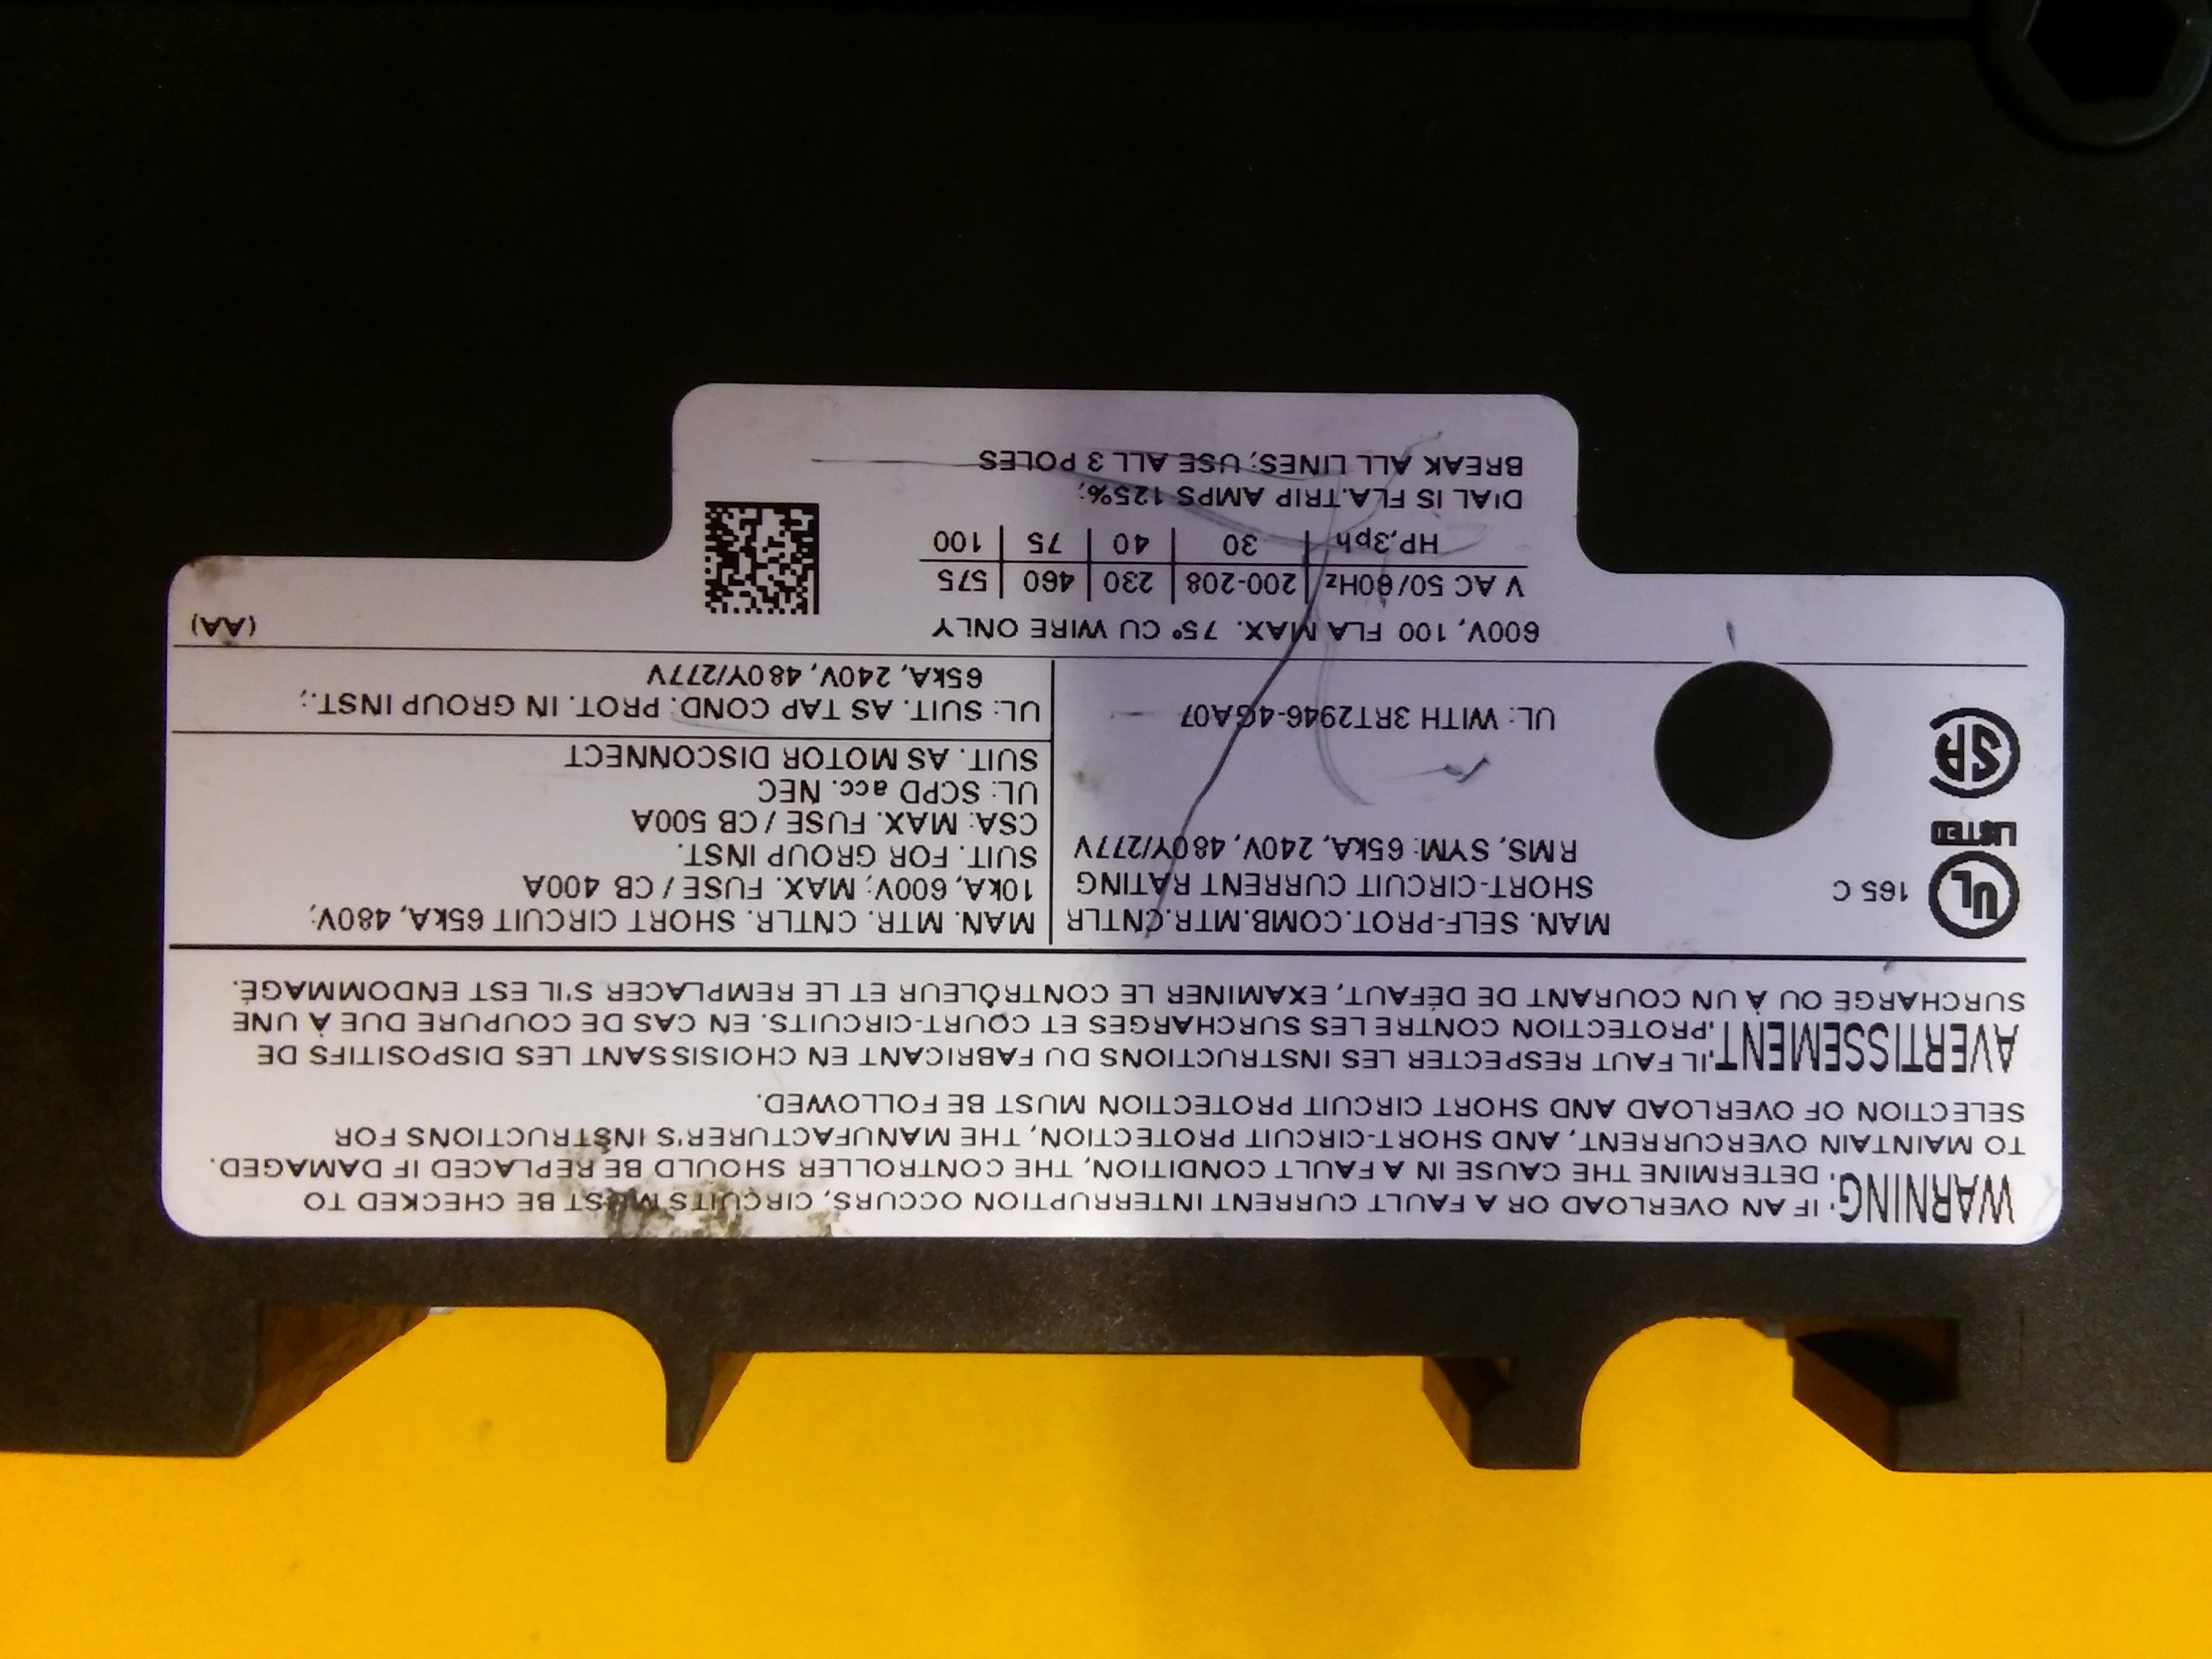 WARNING: IF AN OVERLOAD OR A FAULT CURRENT INTERRUPTION OCCURS, CIRCUITS MUST BE CHECKED TO
DETERMINE THE CAUSE IN A FAULT CONDITION, THE CONTROLLER SHOULD BE REPLACED IF DAMAGED.
TO MAINTAIN OVERCURRENT, AND SHORT-CIRCUIT PROTECTION, THE MANUFACTURER'S INSTRUCTIONS FOR
SELECTION OF OVERLOAD AND SHORT CIRCUIT PROTECTION MUST BE FOLLOWED.
AVERTISSEMENT: IL FAUT RESPECTER LES INSTRUCTIONS DU FABRICANT EN CHOISISSANT LES DISPOSITIFS DE
PROTECTION CONTRE LES SURCHARGES ET COURT-CIRCUITS. EN CAS DE COUPURE DUE À UNE
SURCHARGE OU À UN COURANT DE DÉFAUT, EXAMINER LE CONTRÔLEUR ET LE REMPLACER S'IL EST ENDOMMAGÉ.
UL
LISTED
165 C
SA
MAN. SELF-PROT.COMB.MTR.CNTLR
SHORT-CIRCUIT CURRENT RATING
RMS, SYM: 65kA, 240V, 480Y/277V
UL: WITH 3RT2946-4GA07
MAN. MTR. CNTLR. SHORT CIRCUIT 65kA, 480V;
10kA, 600V; MAX. FUSE / CB 400A
SUIT. FOR GROUP INST.
CSA: MAX. FUSE / CB 500A
UL: SCPD acc. NEC
SUIT. AS MOTOR DISCONNECT
UL: SUIT. AS TAP COND. PROT. IN GROUP INST.:
65kA, 240V, 480Y/277V
600V, 100 FLA MAX. 75° CU WIRE ONLY
(AA)
V AC 50/60Hz 200-208 230 460 575
HP,3ph 30 40 75 100
DIAL IS FLA.TRIP AMPS 125%;
BREAK ALL LINES; USE ALL 3 POLES